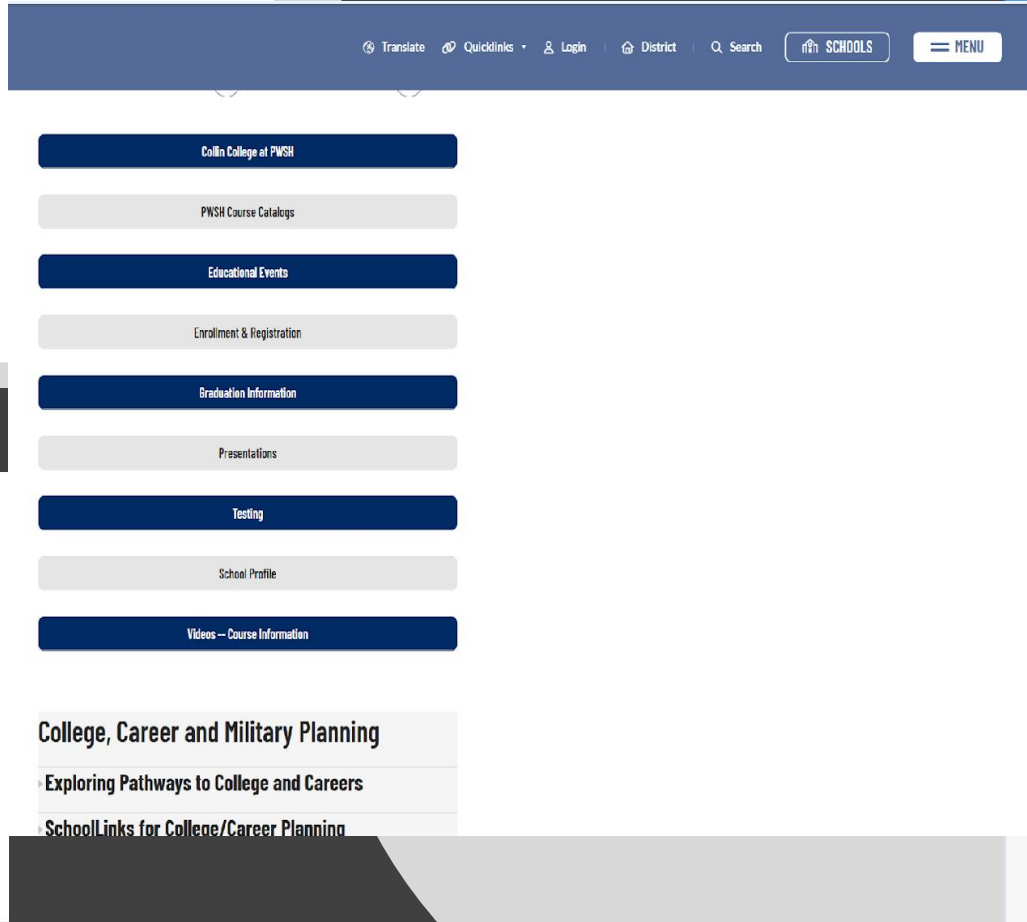 Translate Quicklinks Login District Search SCHOOLS MENU
Collin College at PWSH
PWSH Course Catalogs
Educational Events
Enrollment & Registration
Graduation Information
Presentations
Testing
School Profile
Videos -- Course Information
College, Career and Military Planning
Exploring Pathways to College and Careers
SchoolLinks for College/Career Planning